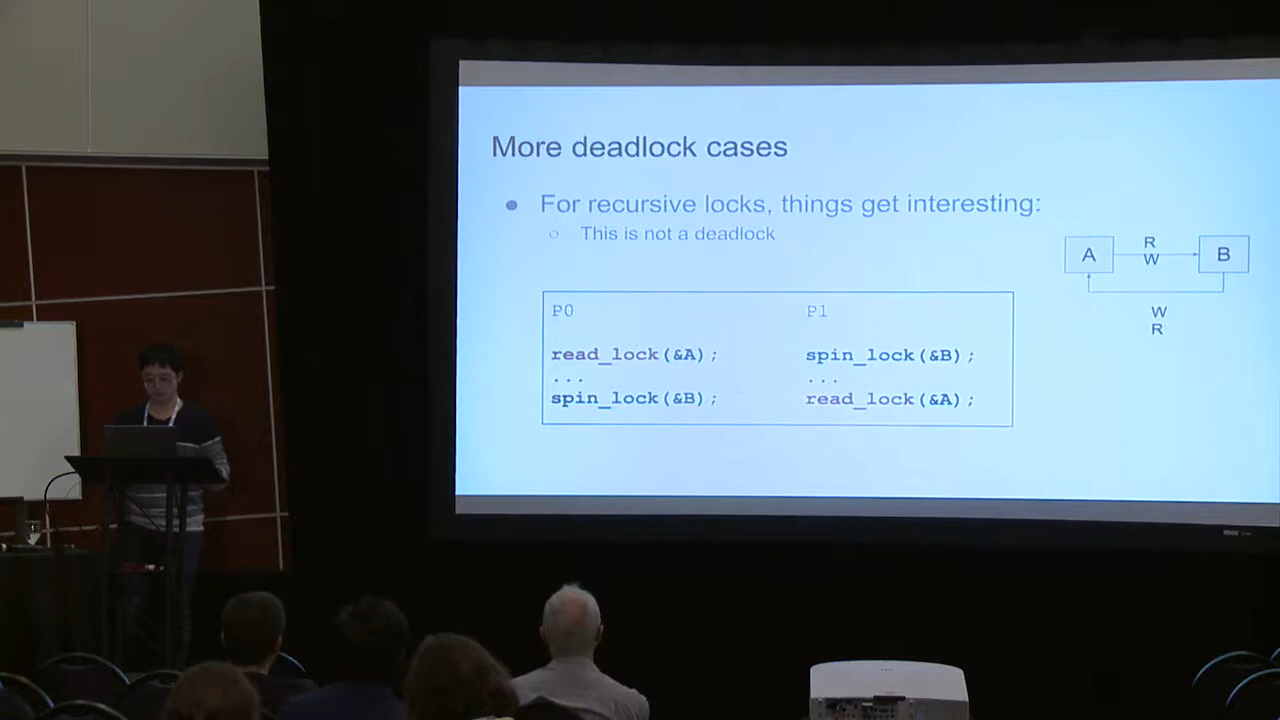 More deadlock cases
● For recursive locks, things get interesting:
○ This is not a deadlock
R
A W B
W
R
P0 P1
read_lock(&A); spin_lock(&B);
... ...
spin_lock(&B); read_lock(&A);